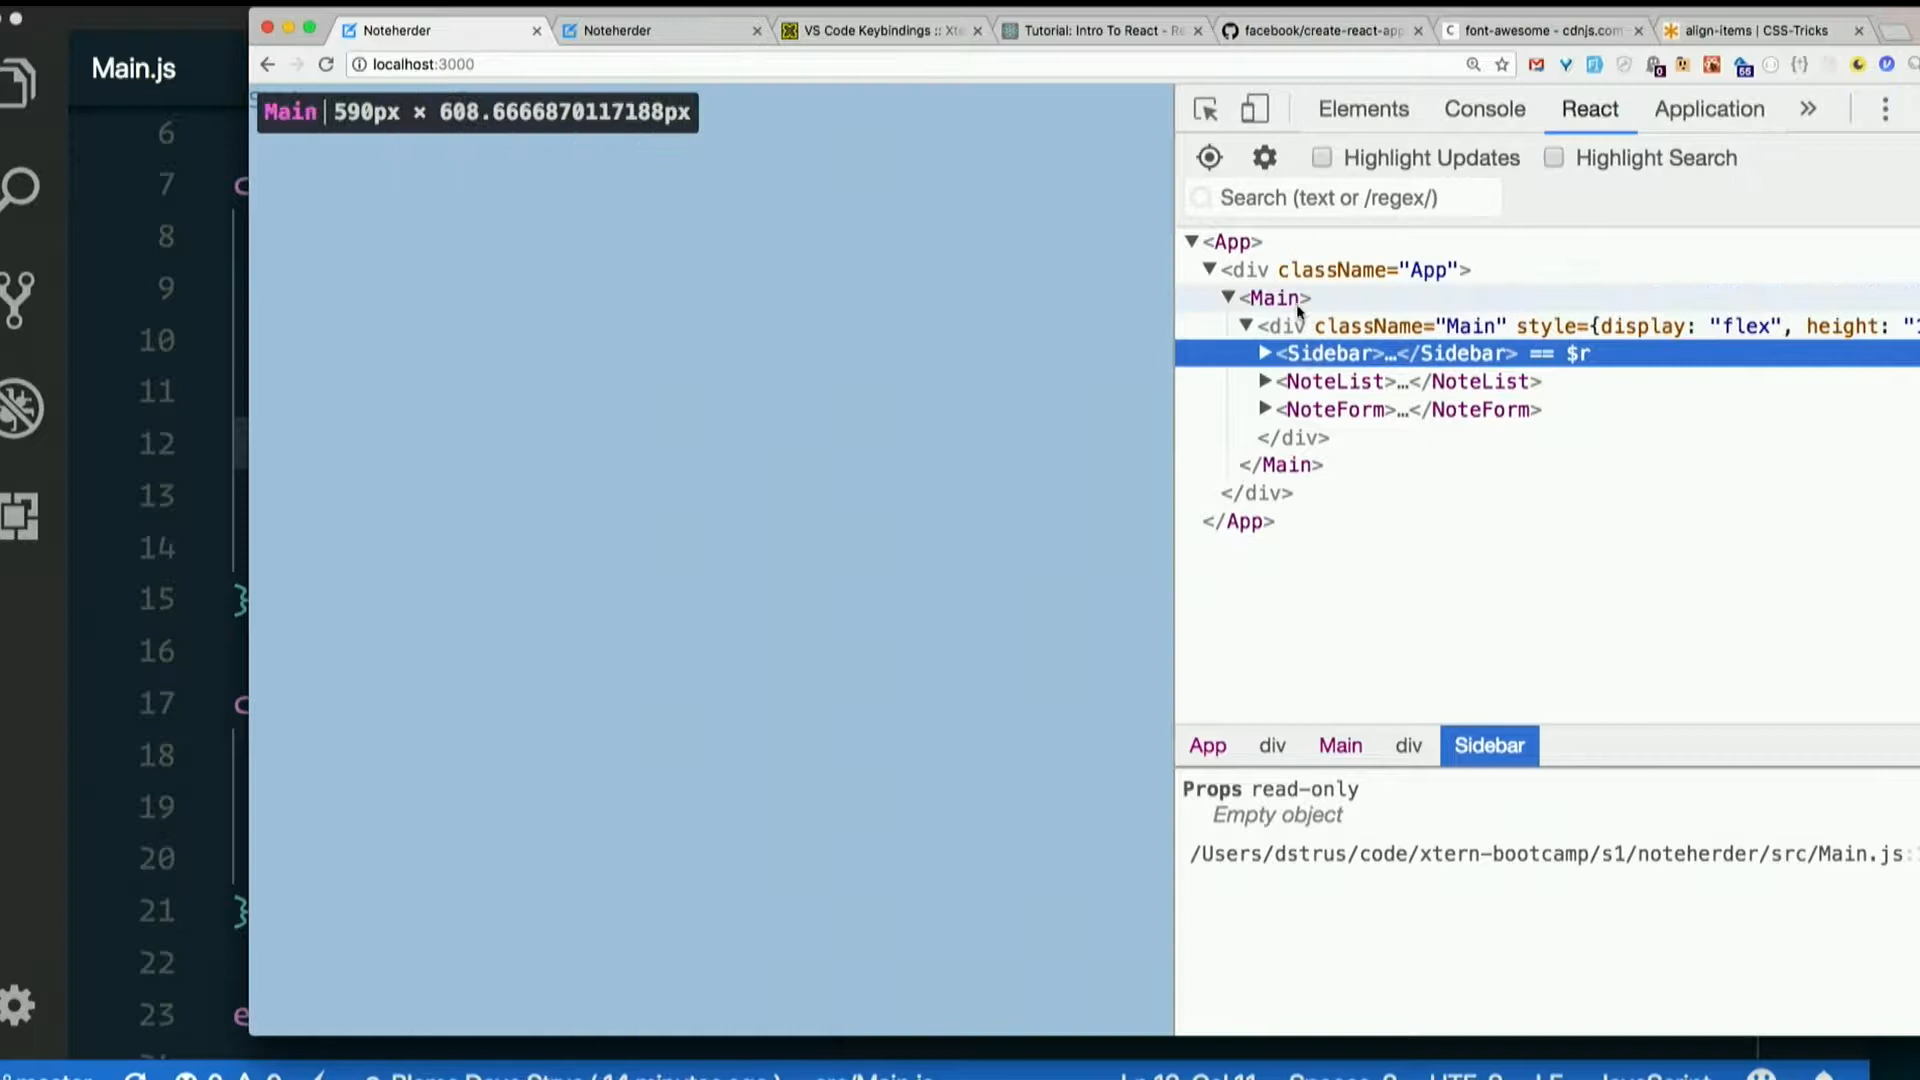 Main.js
6
7
8
9
10
11
12
13
14
15 }
16
17
18
19
20
21 }
22
23
Noteherder
Noteherder
VS Code Keybindings :: Xte
Tutorial: Intro To React - Re
facebook/create-react-app
font-awesome - cdnjs.com
align-items | CSS-Tricks
localhost:3000
Main | 590px × 608.6666870117188px
Elements Console React Application »
Highlight Updates Highlight Search
Search (text or /regex/)
<App>
<div className="App">
<Main>
<div className="Main" style={display: "flex", height: "
<Sidebar>…</Sidebar> == $r
<NoteList>…</NoteList>
<NoteForm>…</NoteForm>
</div>
</Main>
</div>
</App>
App div Main div Sidebar
Props read-only
Empty object
/Users/dstrus/code/xtern-bootcamp/s1/noteherder/src/Main.js